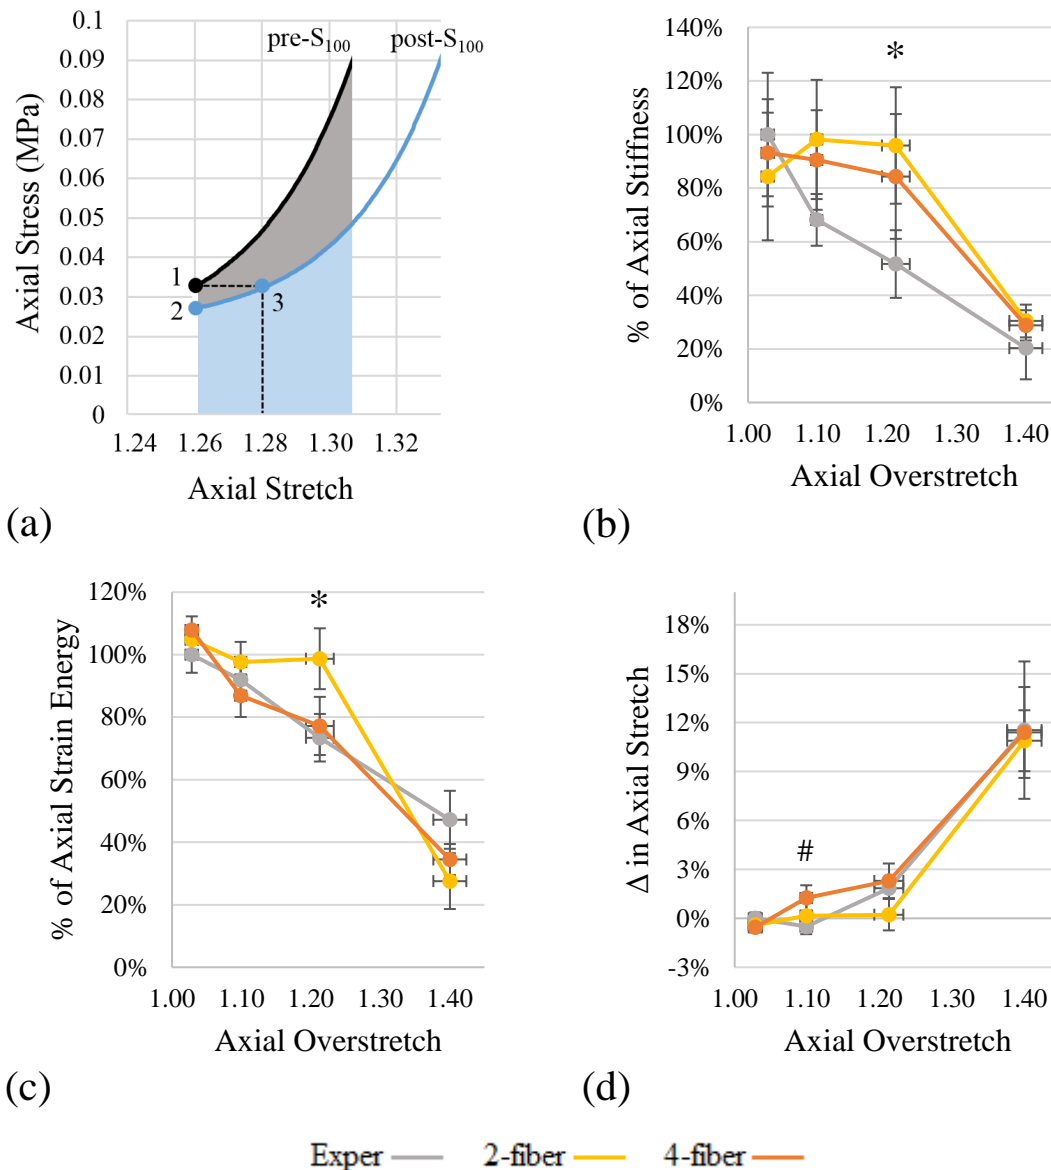 0.1
0.09
0.08
0.07
0.06
0.05
0.04
0.03
0.02
0.01
0
Axial Stress (MPa)
pre-S100
post-S100
1
2
3
1.24 1.26 1.28 1.30 1.32
Axial Stretch
(a)
140%
120%
100%
80%
60%
40%
20%
0%
% of Axial Stiffness
*
1.00 1.10 1.20 1.30 1.40
Axial Overstretch
(b)
120%
100%
80%
60%
40%
20%
0%
% of Axial Strain Energy
*
1.00 1.10 1.20 1.30 1.40
Axial Overstretch
(c)
18%
15%
12%
9%
6%
3%
0%
-3%
Δ in Axial Stretch
#
1.00 1.10 1.20 1.30 1.40
Axial Overstretch
(d)
Exper 2-fiber 4-fiber